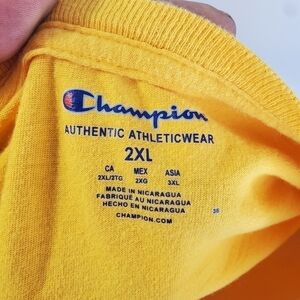 Champion
AUTHENTIC ATHLETICWEAR
2XL
CA MEX ASIA
2XL/2TG 2XG 3XL
MADE IN NICARAGUA
FABRIQUÉ AU NICARAGUA
HECHO EN NICARAGUA
CHAMPION.COM